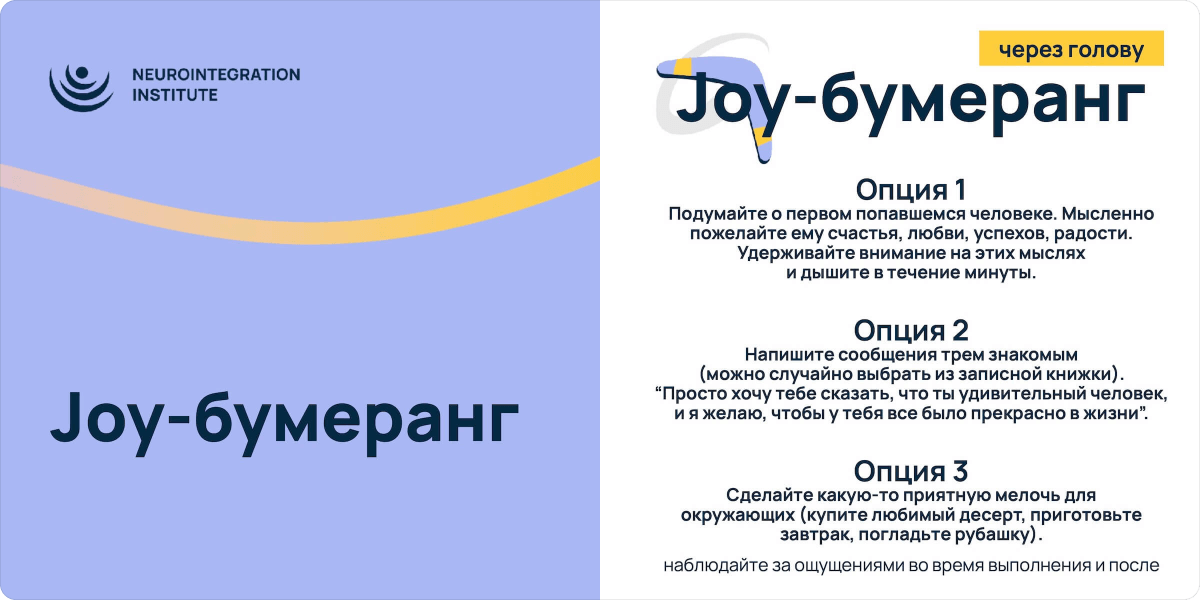 NEUROINTEGRATION
INSTITUTE
Joy-бумеранг
через голову
Joy-бумеранг
Опция 1
Подумайте о первом попавшемся человеке. Мысленно
пожелайте ему счастья, любви, успехов, радости.
Удерживайте внимание на этих мыслях
и дышите в течение минуты.
Опция 2
Напишите сообщения трем знакомым
(можно случайно выбрать из записной книжки).
“Просто хочу тебе сказать, что ты удивительный человек,
и я желаю, чтобы у тебя все было прекрасно в жизни”.
Опция 3
Сделайте какую-то приятную мелочь для
окружающих (купите любимый десерт, приготовьте
завтрак, погладьте рубашку).
наблюдайте за ощущениями во время выполнения и после